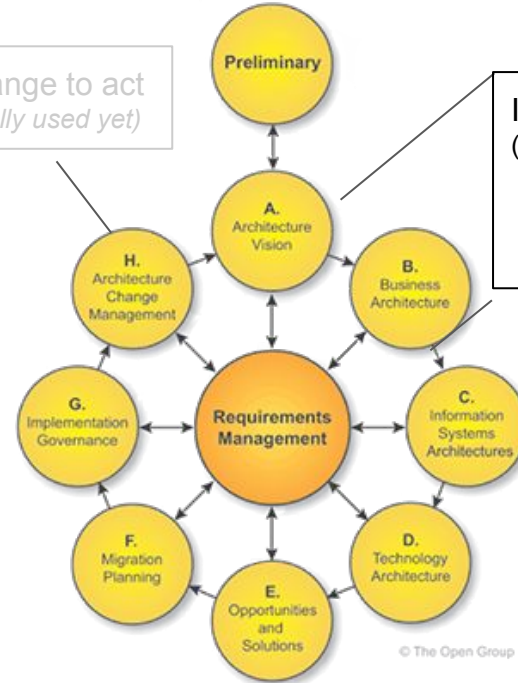 Preliminary
ange to act
lly used yet)
I
(
A.
Architecture
Vision
H.
Architecture
Change
Management
B.
Business
Architecture
G.
Implementation
Governance
Requirements
Management
C.
Information
Systems
Architectures
F.
Migration
Planning
D.
Technology
Architecture
E.
Opportunities
and
Solutions
© The Open Group